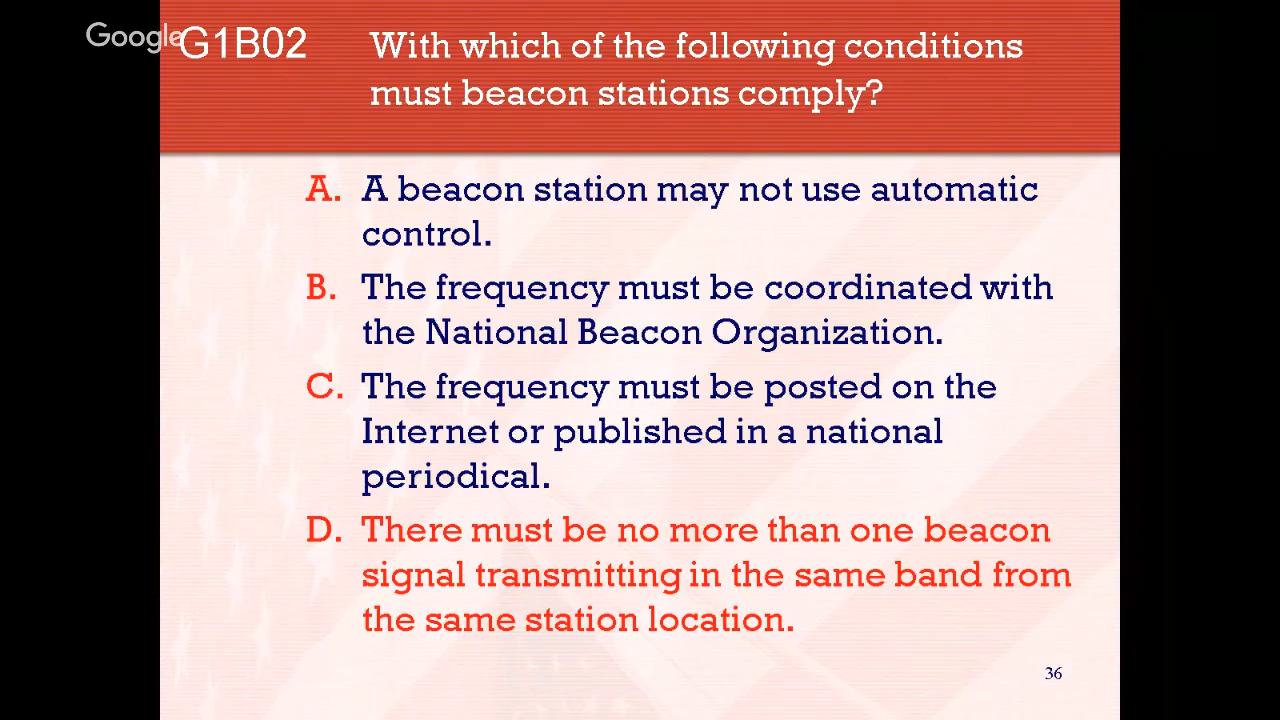 Google
G1B02 With which of the following conditions
must beacon stations comply?
A. A beacon station may not use automatic
control.
B. The frequency must be coordinated with
the National Beacon Organization.
C. The frequency must be posted on the
Internet or published in a national
periodical.
D. There must be no more than one beacon
signal transmitting in the same band from
the same station location.
36